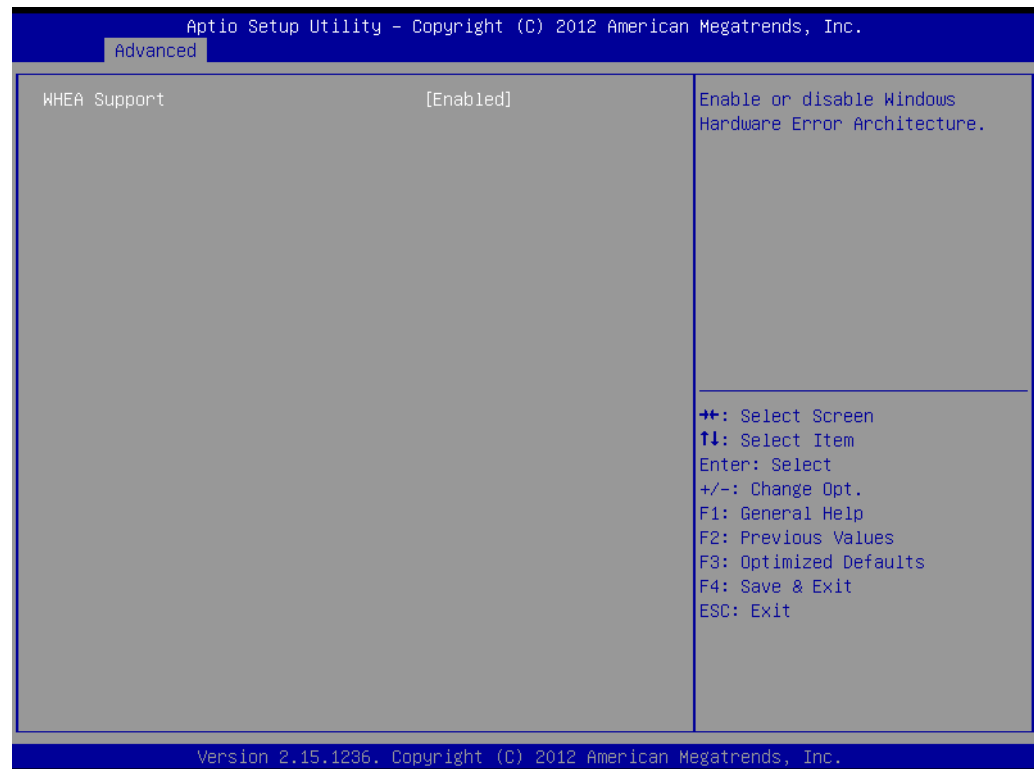 Aptio Setup Utility – Copyright (C) 2012 American Megatrends, Inc.
Advanced
WHEA Support [Enabled]
Enable or disable Windows
Hardware Error Architecture.
→←: Select Screen
↑↓: Select Item
Enter: Select
+/-: Change Opt.
F1: General Help
F2: Previous Values
F3: Optimized Defaults
F4: Save & Exit
ESC: Exit
Version 2.15.1236. Copyright (C) 2012 American Megatrends, Inc.